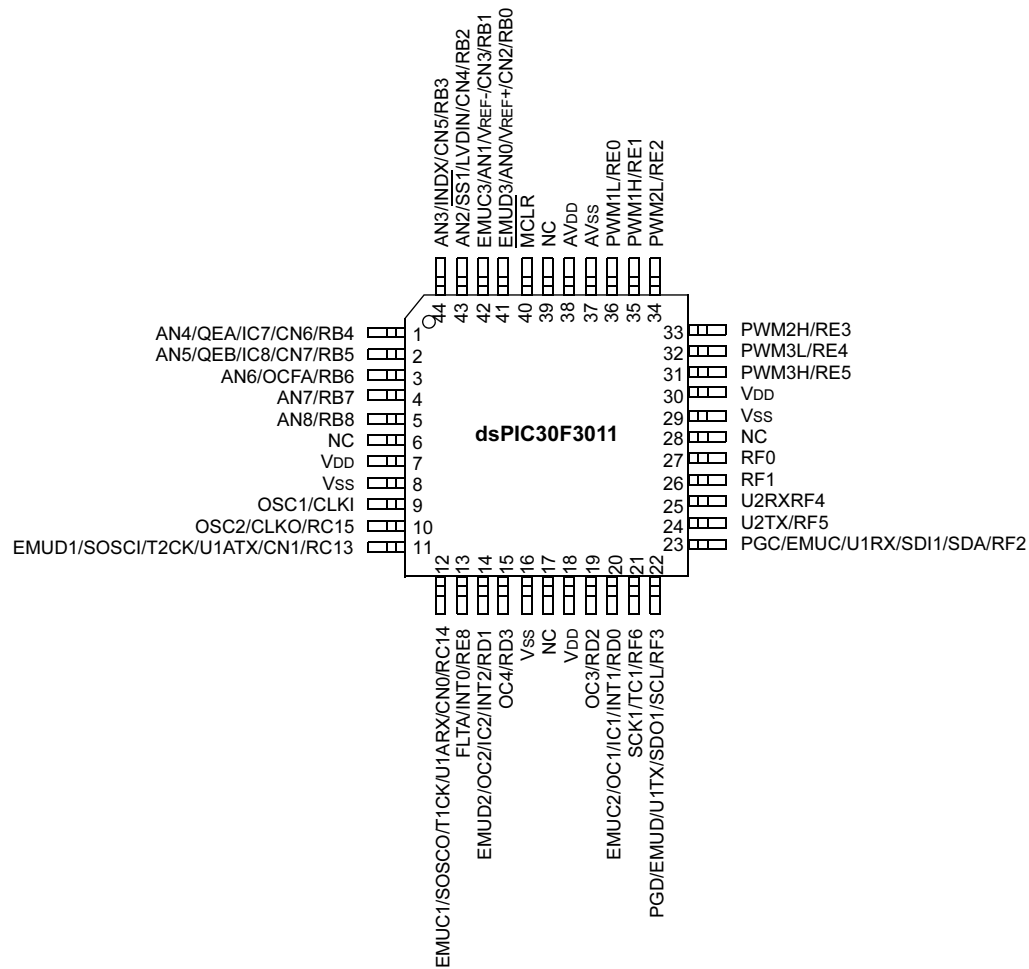 AN3/INDX/CN5/RB3
AN2/SS1/LVDIN/CN4/RB2
EMUC3/AN1/VREF-/CN3/RB1
EMUD3/AN0/VREF+/CN2/RB0
MCLR
NC
AVDD
AVSS
PWM1L/RE0
PWM1H/RE1
PWM2L/RE2
44
43
42
41
40
39
38
37
36
35
34
AN4/QEA/IC7/CN6/RB4 1
AN5/QEB/IC8/CN7/RB5 2
AN6/OCFA/RB6 3
AN7/RB7 4
AN8/RB8 5
NC 6
VDD 7
VSS 8
OSC1/CLKI 9
OSC2/CLKO/RC15 10
EMUD1/SOSCI/T2CK/U1ATX/CN1/RC13 11
dsPIC30F3011
33 PWM2H/RE3
32 PWM3L/RE4
31 PWM3H/RE5
30 VDD
29 VSS
28 NC
27 RF0
26 RF1
25 U2RXRF4
24 U2TX/RF5
23 PGC/EMUC/U1RX/SDI1/SDA/RF2
12
13
14
15
16
17
18
19
20
21
22
EMUC1/SOSCO/T1CK/U1ARX/CN0/RC14
FLTA/INT0/RE8
EMUD2/OC2/IC2/INT2/RD1
OC4/RD3
VSS
NC
VDD
OC3/RD2
EMUC2/OC1/IC1/INT1/RD0
SCK1/TC1/RF6
PGD/EMUD/U1TX/SDO1/SCL/RF3